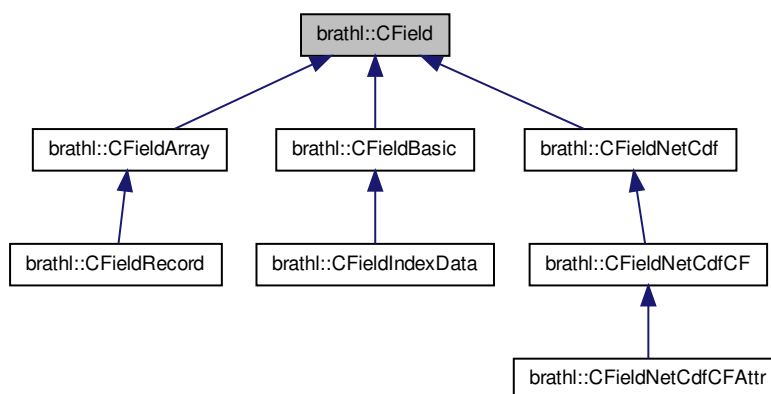 brathl::CField
brathl::CFieldArray
brathl::CFieldBasic
brathl::CFieldNetCdf
brathl::CFieldRecord
brathl::CFieldIndexData
brathl::CFieldNetCdfCF
brathl::CFieldNetCdfCFAttr